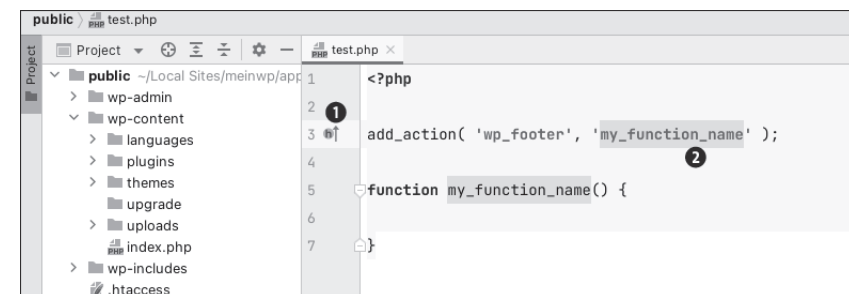 public test.php
Project
test.php
Project
public ~/Local Sites/meinwp/app
wp-admin
wp-content
languages
plugins
themes
upgrade
uploads
index.php
wp-includes
.htaccess
1 <?php
2 ❶
3 add_action( 'wp_footer', 'my_function_name' );
4 ❷
5 function my_function_name() {
6
7 }